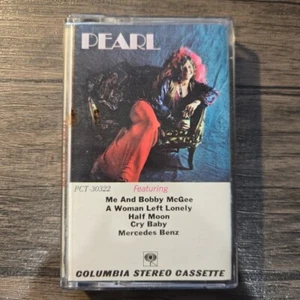 PEARL
PCT 30322
Featuring
Me And Bobby McGee
A Woman Left Lonely
Half Moon
Cry Baby
Mercedes Benz
COLUMBIA STEREO CASSETTE